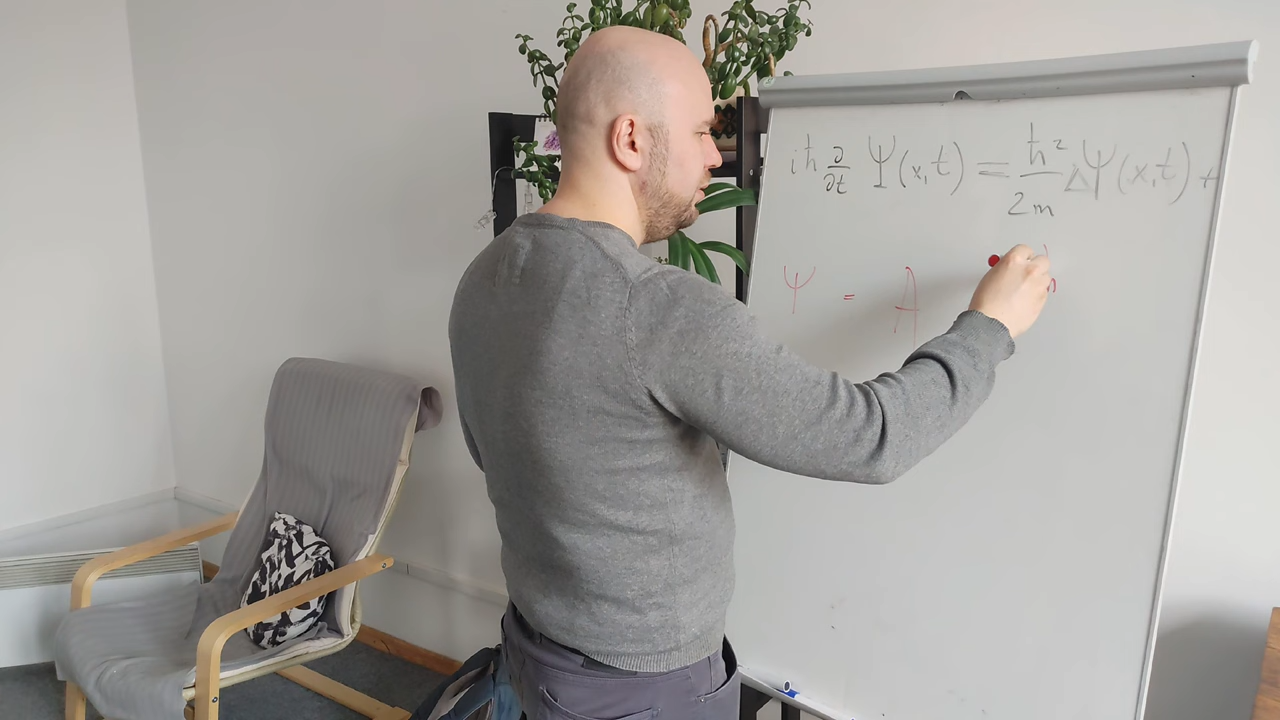 iħ ∂/∂t Ψ(x,t) = ħ²/2m ΔΨ(x,t) +
Ψ = A